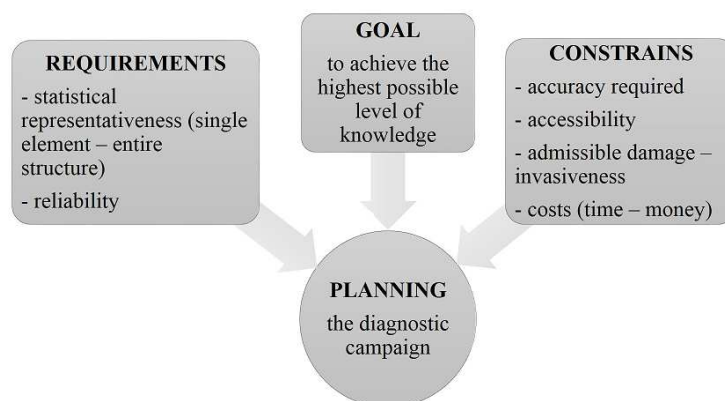 REQUIREMENTS
- statistical
representativeness (single
element – entire
structure)
- reliability
GOAL
to achieve the
highest possible
level of
knowledge
CONSTRAINS
- accuracy required
- accessibility
- admissible damage –
invasiveness
- costs (time – money)
PLANNING
the diagnostic
campaign